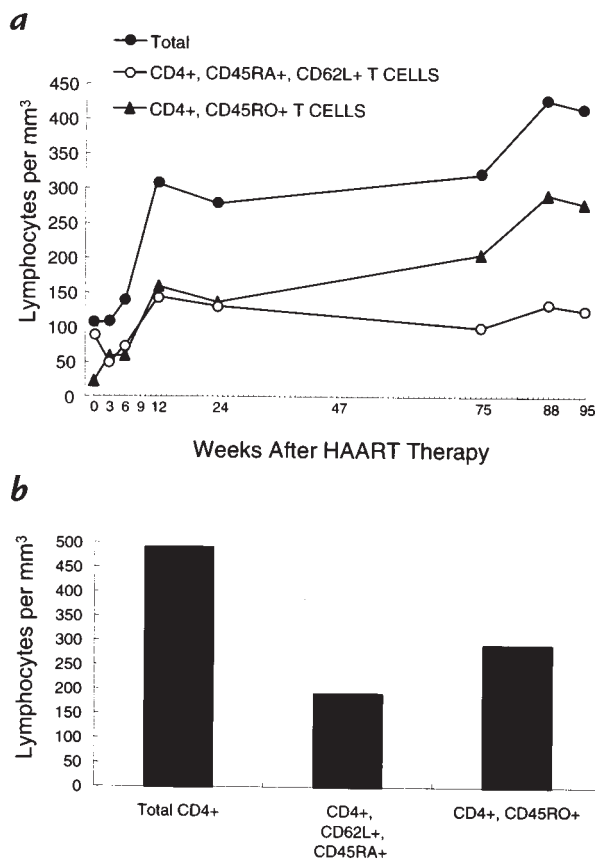 a
Total
CD4+, CD45RA+, CD62L+ T CELLS
CD4+, CD45RO+ T CELLS
Lymphocytes per mm³
450
400
350
300
250
200
150
100
50
0
0 3 6 9 12 24 47 75 88 95
Weeks After HAART Therapy
b
Lymphocytes per mm³
500
450
400
350
300
250
200
150
100
50
0
Total CD4+
CD4+,
CD62L+,
CD45RA+
CD4+, CD45RO+